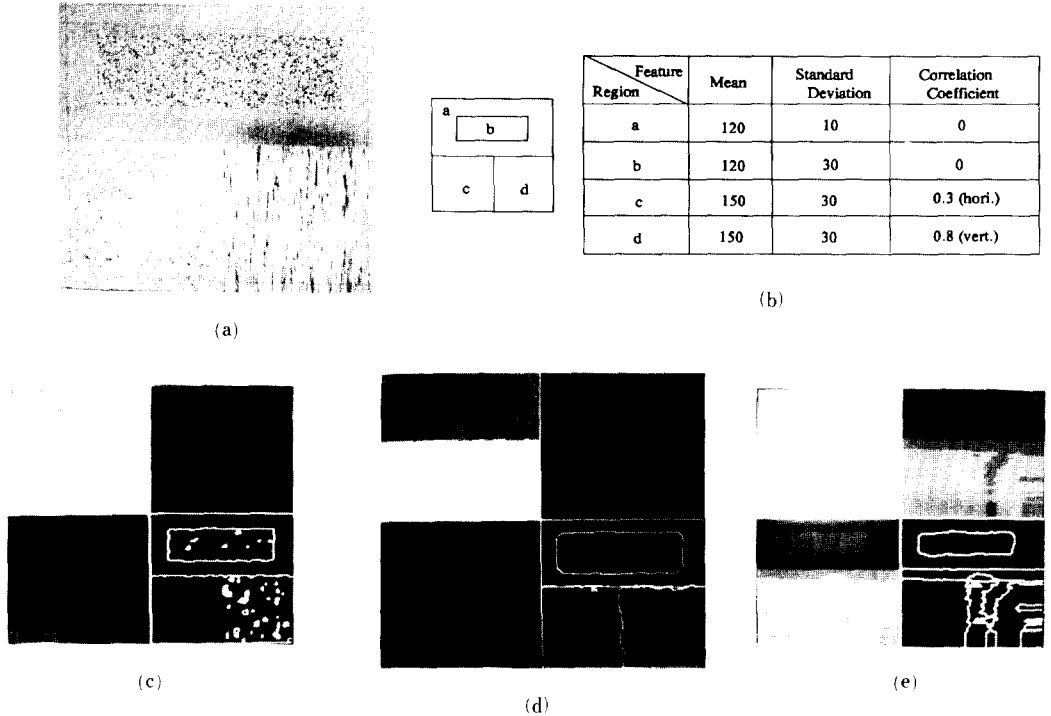 a
b
c d
Feature Mean Standard Deviation Correlation Coefficient
Region
a 120 10 0
b 120 30 0
c 150 30 0.3 (hori.)
d 150 30 0.8 (vert.)
(a)
(b)
(c)
(d)
(e)